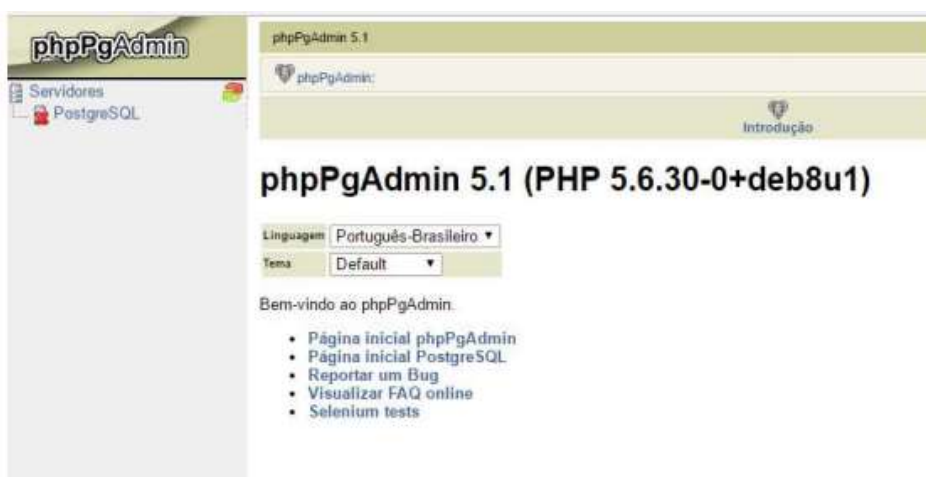 phpPgAdmin
Servidores
PostgreSQL
phpPgAdmin 5.1
phpPgAdmin:
Introdução
phpPgAdmin 5.1 (PHP 5.6.30-0+deb8u1)
Linguagem Português-Brasileiro
Tema Default
Bem-vindo ao phpPgAdmin.
Página inicial phpPgAdmin
Página inicial PostgreSQL
Reportar um Bug
Visualizar FAQ online
Selenium tests